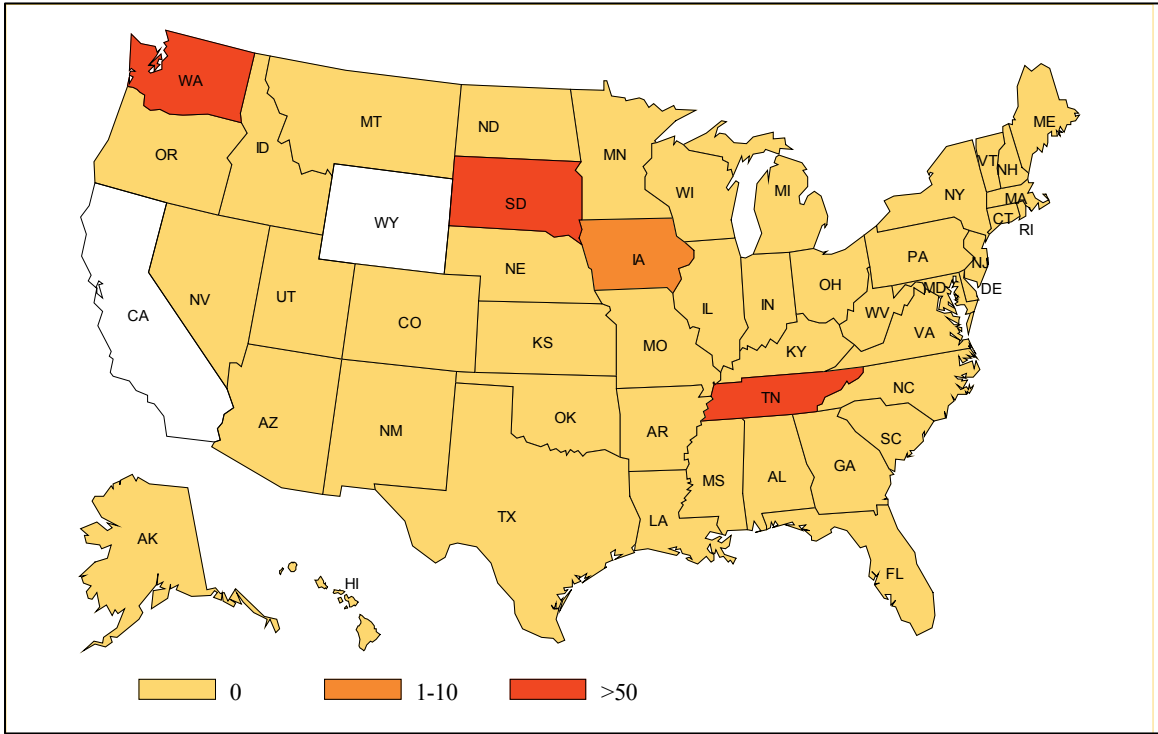 WA
MT
ND
MN
ME
OR
ID
SD
WI
MI
VT
NH
NY
MA
CT
RI
WY
IA
PA
NJ
NE
OH
MD
DE
NV
UT
CO
IL
IN
WV
VA
CA
KS
MO
KY
NC
AZ
NM
OK
AR
TN
SC
MS
AL
GA
TX
LA
AK
HI
FL
0
1-10
>50